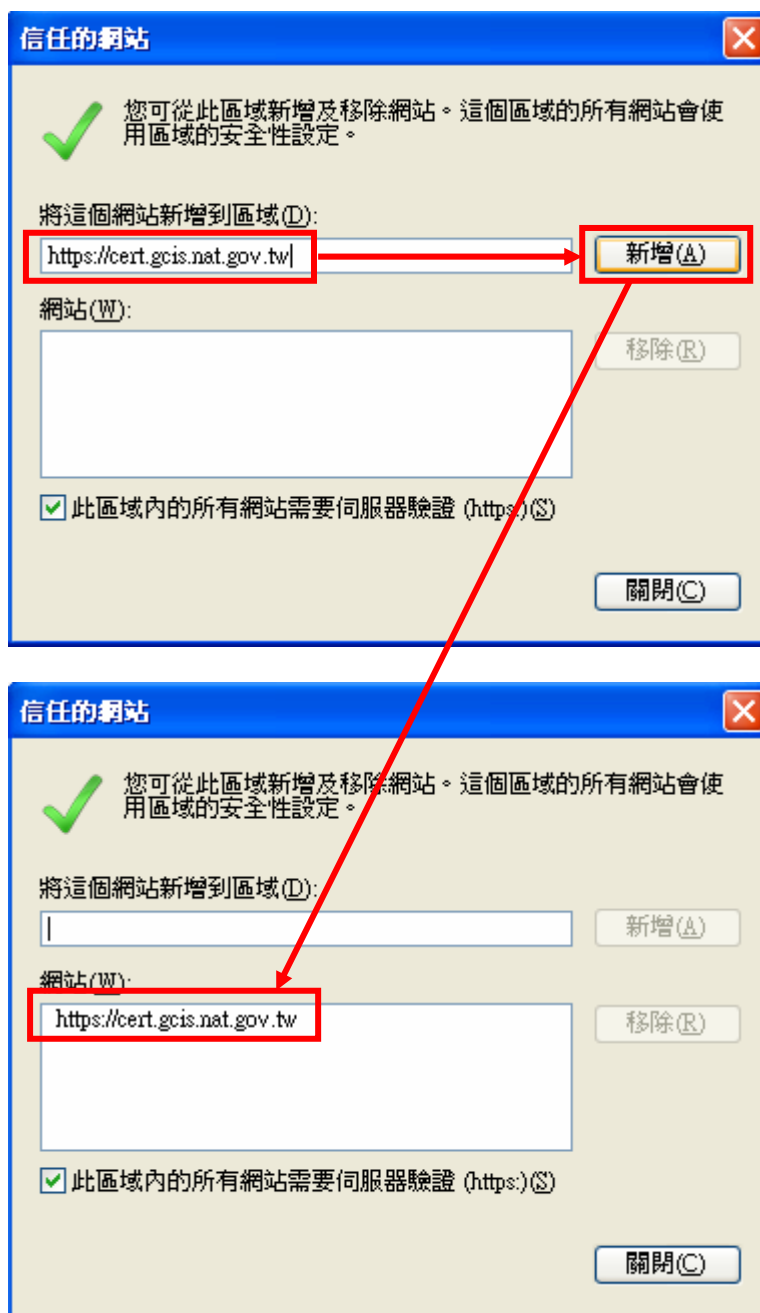 信任的網站
您可從此區域新增及移除網站。這個區域的所有網站會使
用區域的安全性設定。
將這個網站新增到區域(D):
https://cert.gcis.nat.gov.tw
新增(A)
網站(W):
移除(R)
此區域內的所有網站需要伺服器驗證 (https:)(S)
關閉(C)
信任的網站
您可從此區域新增及移除網站。這個區域的所有網站會使
用區域的安全性設定。
將這個網站新增到區域(D):
新增(A)
網站(W):
https://cert.gcis.nat.gov.tw
移除(R)
此區域內的所有網站需要伺服器驗證 (https:)(S)
關閉(C)